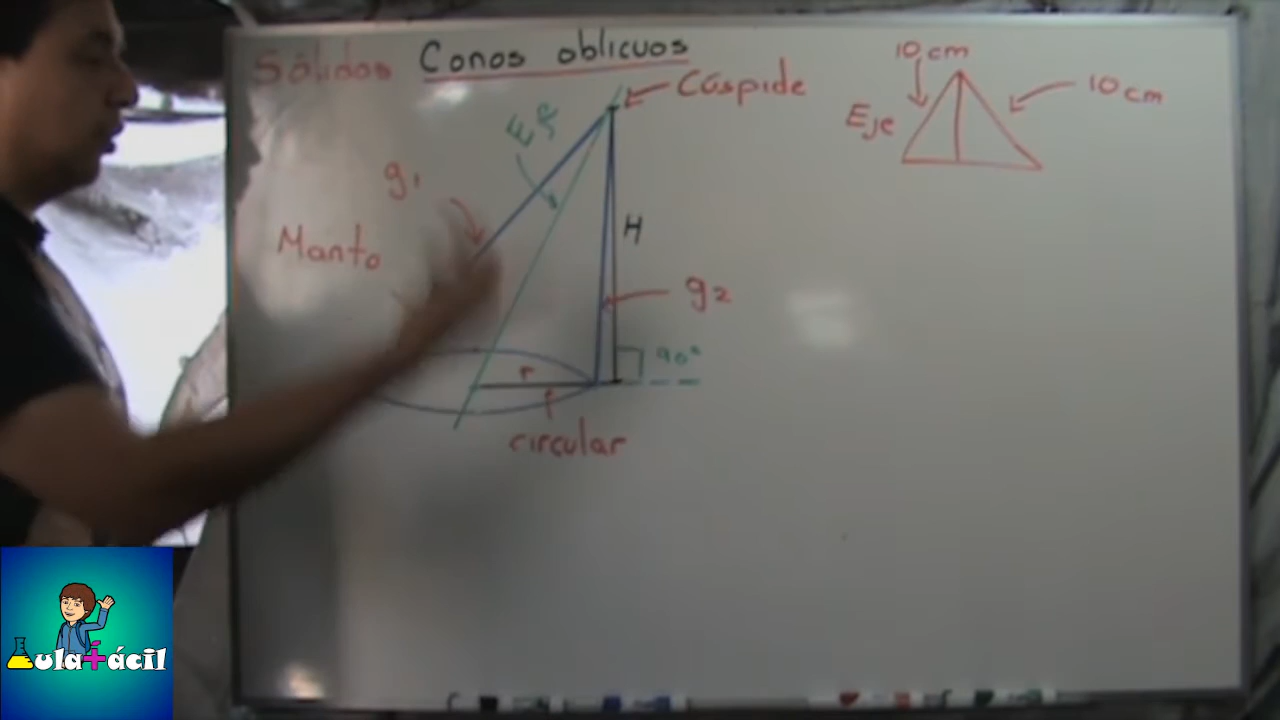 Sólidos Conos oblicuos
Cúspide
10 cm
10 cm
Eje
Eje
g1
Manto
H
g2
r
90°
circular
Aula Fácil